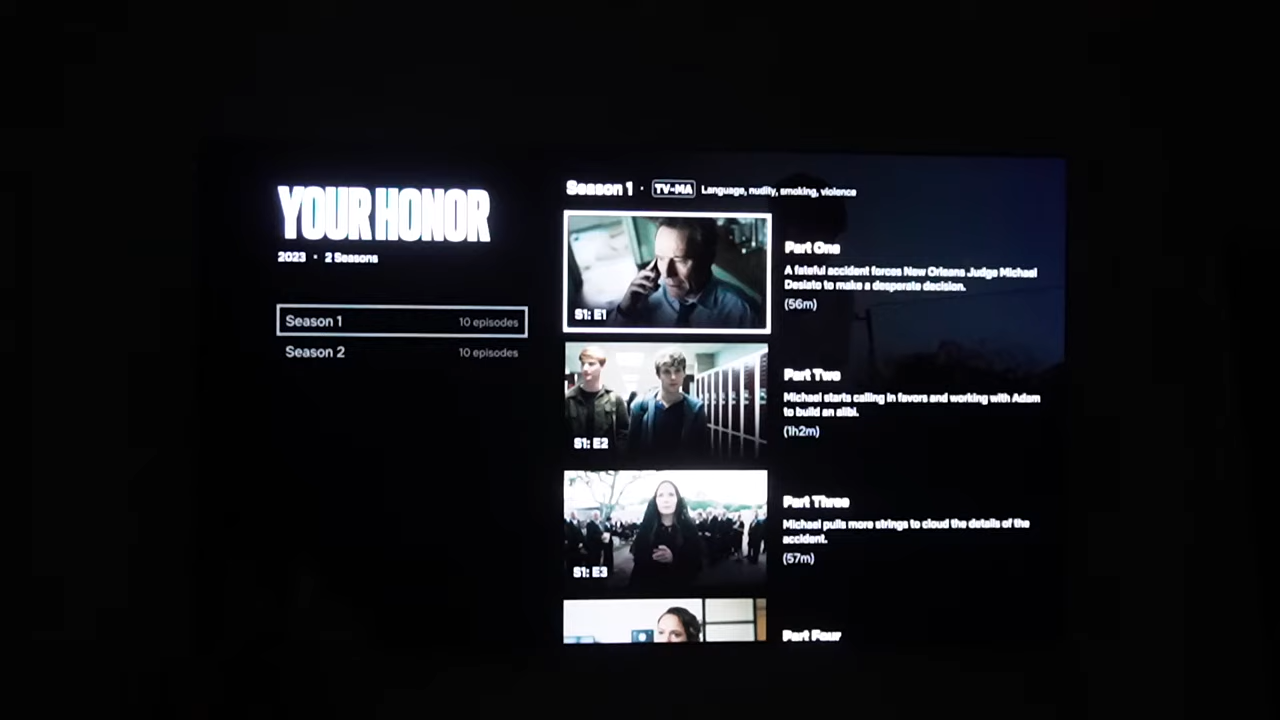 YOUR HONOR
2023 • 2 Seasons
Season 1 10 episodes
Season 2 10 episodes
Season 1 · TV-MA Language, nudity, smoking, violence
S1: E1
Part One
A fateful accident forces New Orleans Judge Michael
Desiato to make a desperate decision.
(56m)
S1: E2
Part Two
Michael starts calling in favors and working with Adam
to build an alibi.
(1h2m)
S1: E3
Part Three
Michael pulls more strings to cloud the details of the
accident.
(57m)
Part Four